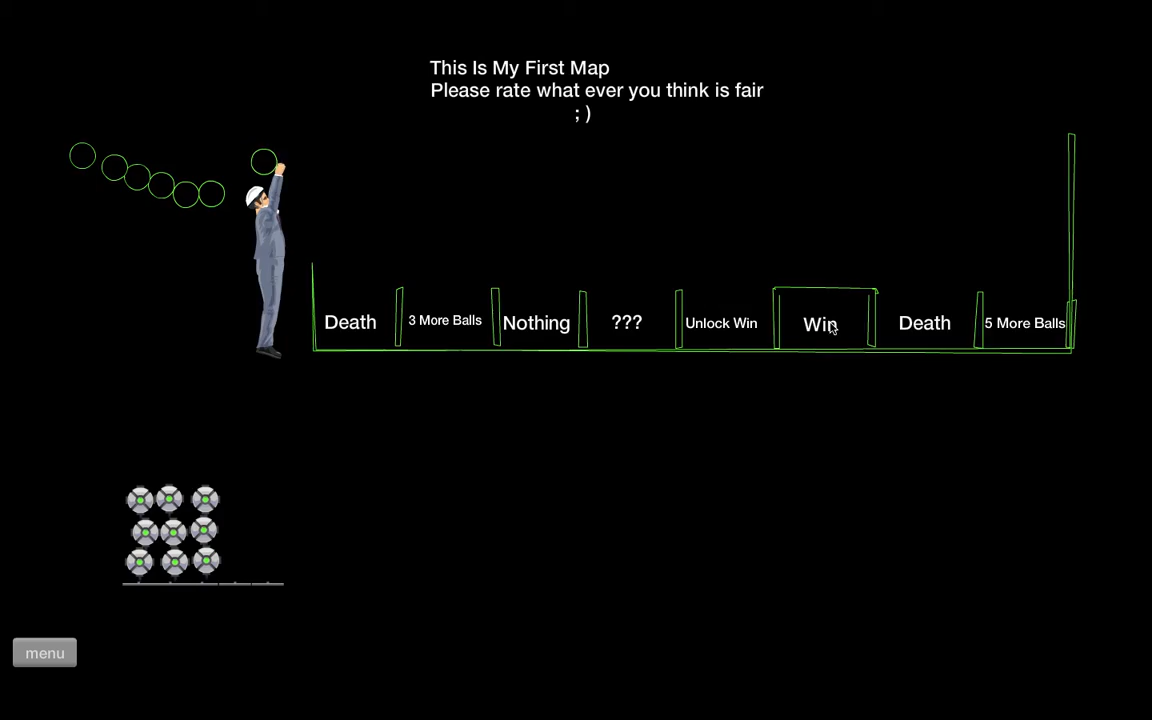 This Is My First Map
Please rate what ever you think is fair
; )
Death
3 More Balls
Nothing
???
Unlock Win
Win
Death
5 More Balls
menu